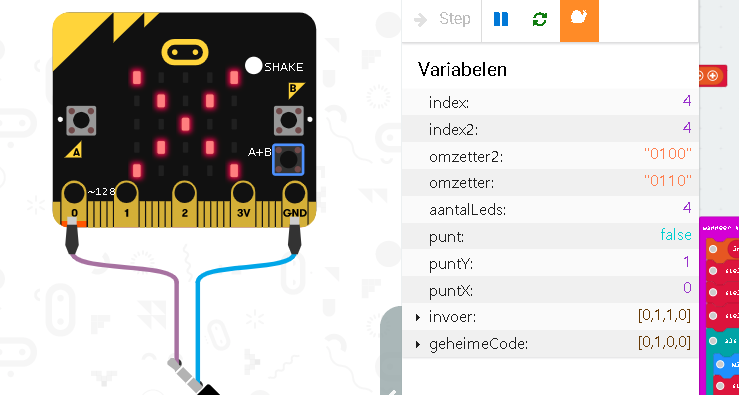 Step
Variabelen
SHAKE
B
A
A+B
~128
0 1 2 3V GND
index: 4
index2: 4
omzetter2: "0100"
omzetter: "0110"
aantalLeds: 4
punt: false
puntY: 1
puntX: 0
invoer: [0,1,1,0]
geheimeCode: [0,1,0,0]
wanneer